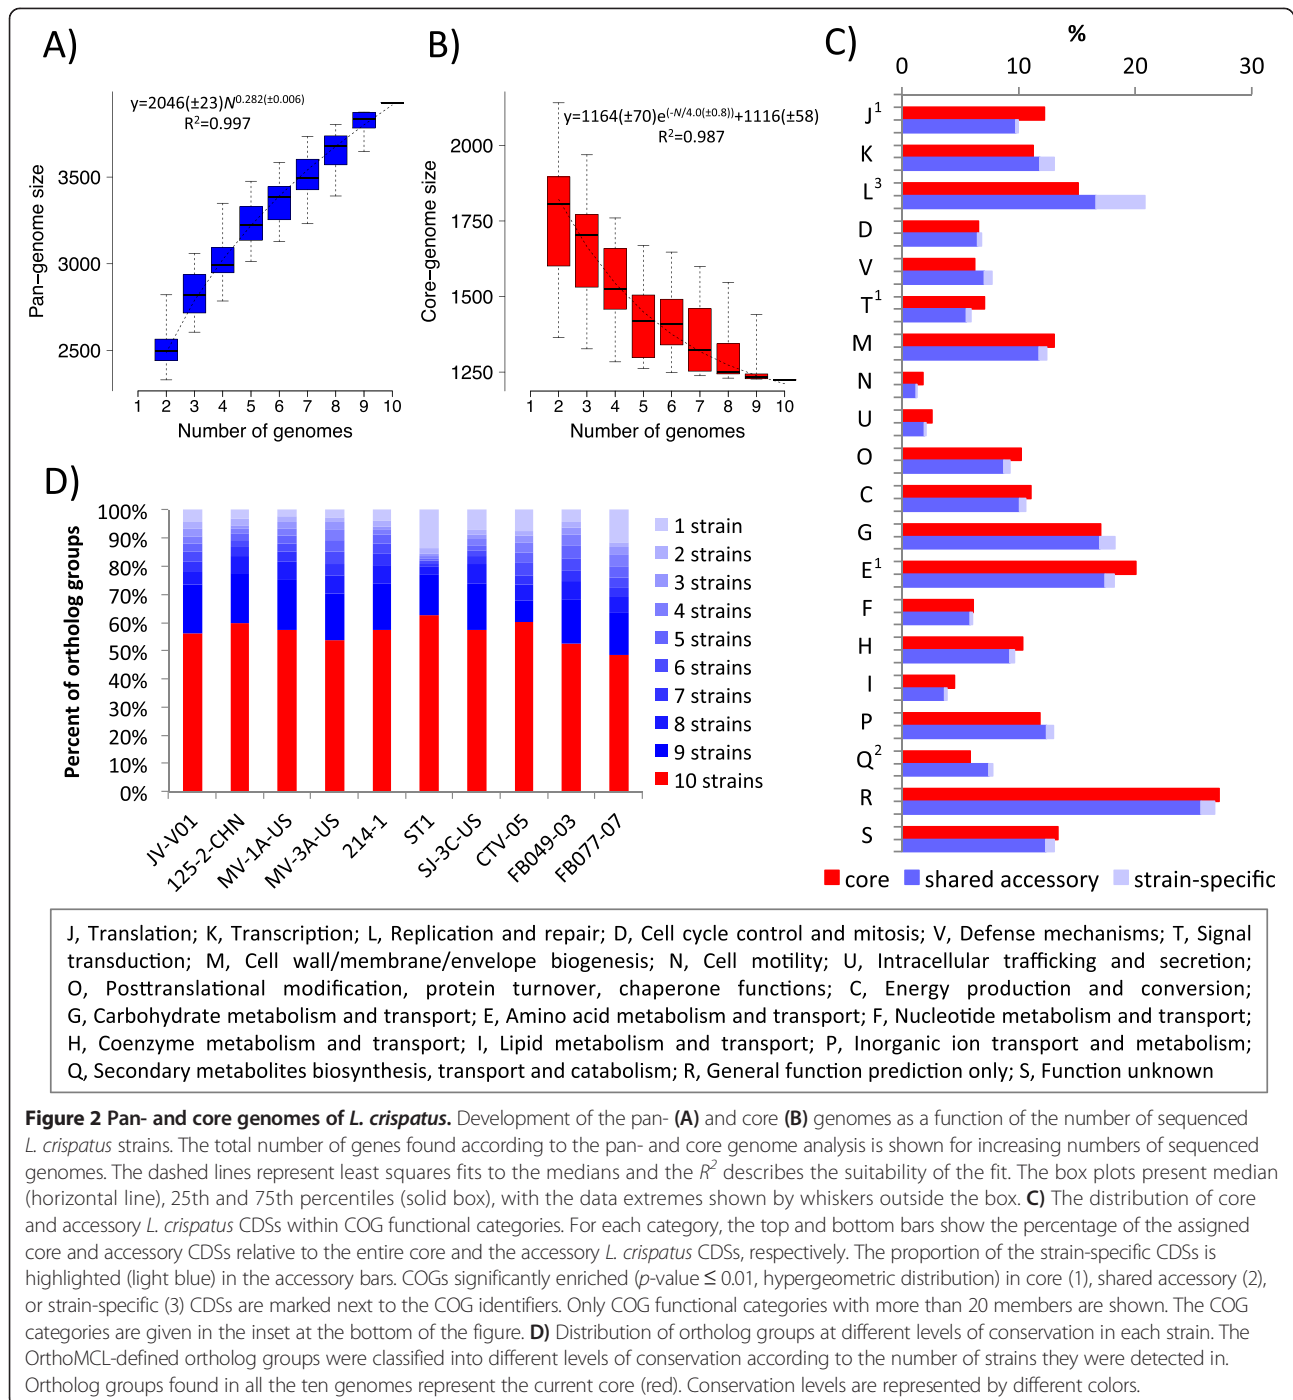 A)
y=2046(±23)N^0.282(±0.006)
R²=0.997
Pan−genome size
3500
3000
2500
1 2 3 4 5 6 7 8 9 10
Number of genomes
B)
y=1164(±70)e^(-N/4.0(±0.8))+1116(±58)
R²=0.987
Core−genome size
2000
1750
1500
1250
1 2 3 4 5 6 7 8 9 10
Number of genomes
C)
%
0 10 20 30
J¹
K
L³
D
V
T¹
M
N
U
O
C
G
E¹
F
H
I
P
Q²
R
S
core shared accessory strain-specific
D)
Percent of ortholog groups
100%
90%
80%
70%
60%
50%
40%
30%
20%
10%
0%
JV-V01
125-2-CHN
MV-1A-US
MV-3A-US
214-1
ST1
SJ-3C-US
CTV-05
FB049-03
FB077-07
1 strain
2 strains
3 strains
4 strains
5 strains
6 strains
7 strains
8 strains
9 strains
10 strains
J, Translation; K, Transcription; L, Replication and repair; D, Cell cycle control and mitosis; V, Defense mechanisms; T, Signal
transduction; M, Cell wall/membrane/envelope biogenesis; N, Cell motility; U, Intracellular trafficking and secretion;
O, Posttranslational modification, protein turnover, chaperone functions; C, Energy production and conversion;
G, Carbohydrate metabolism and transport; E, Amino acid metabolism and transport; F, Nucleotide metabolism and transport;
H, Coenzyme metabolism and transport; I, Lipid metabolism and transport; P, Inorganic ion transport and metabolism;
Q, Secondary metabolites biosynthesis, transport and catabolism; R, General function prediction only; S, Function unknown
Figure 2 Pan- and core genomes of L. crispatus. Development of the pan- (A) and core (B) genomes as a function of the number of sequenced
L. crispatus strains. The total number of genes found according to the pan- and core genome analysis is shown for increasing numbers of sequenced
genomes. The dashed lines represent least squares fits to the medians and the R² describes the suitability of the fit. The box plots present median
(horizontal line), 25th and 75th percentiles (solid box), with the data extremes shown by whiskers outside the box. C) The distribution of core
and accessory L. crispatus CDSs within COG functional categories. For each category, the top and bottom bars show the percentage of the assigned
core and accessory CDSs relative to the entire core and the accessory L. crispatus CDSs, respectively. The proportion of the strain-specific CDSs is
highlighted (light blue) in the accessory bars. COGs significantly enriched (p-value ≤ 0.01, hypergeometric distribution) in core (1), shared accessory (2),
or strain-specific (3) CDSs are marked next to the COG identifiers. Only COG functional categories with more than 20 members are shown. The COG
categories are given in the inset at the bottom of the figure. D) Distribution of ortholog groups at different levels of conservation in each strain. The
OrthoMCL-defined ortholog groups were classified into different levels of conservation according to the number of strains they were detected in.
Ortholog groups found in all the ten genomes represent the current core (red). Conservation levels are represented by different colors.